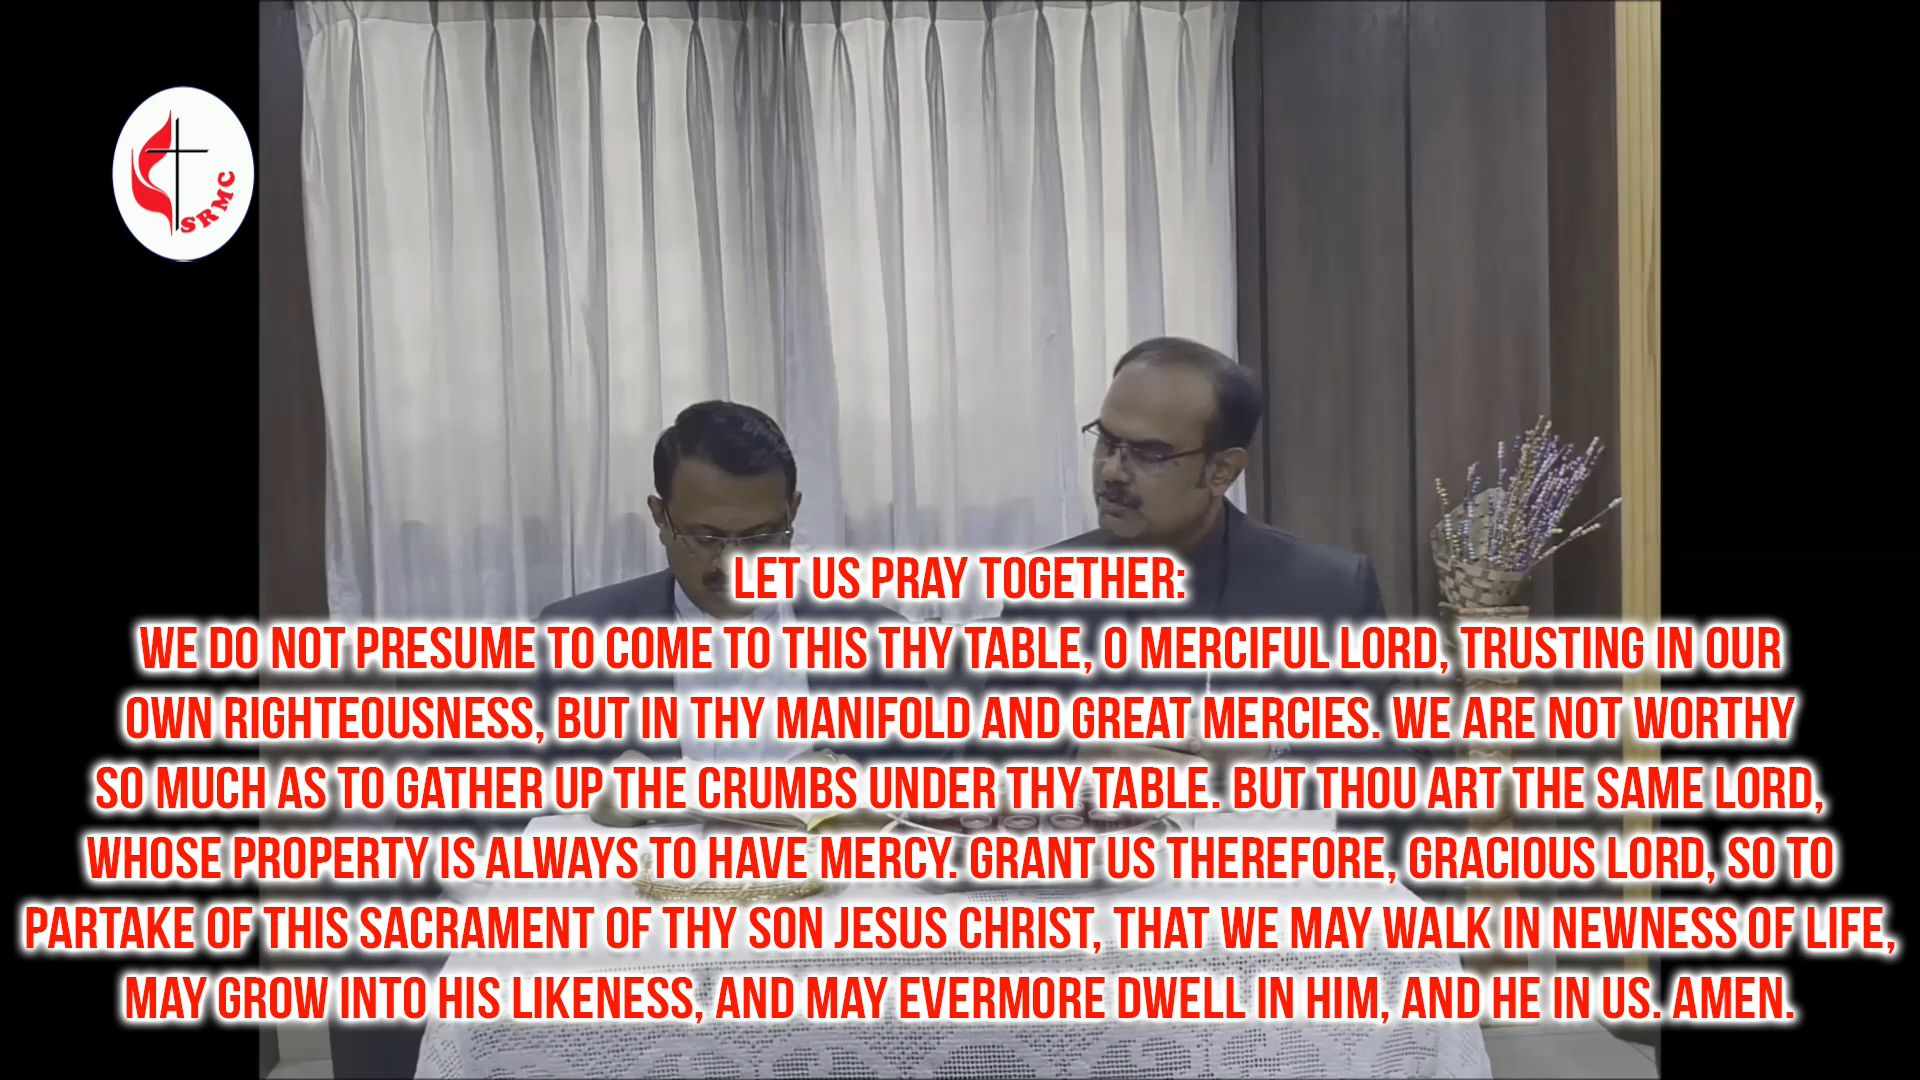 SRMC
LET US PRAY TOGETHER:
WE DO NOT PRESUME TO COME TO THIS THY TABLE, O MERCIFUL LORD, TRUSTING IN OUR
OWN RIGHTEOUSNESS, BUT IN THY MANIFOLD AND GREAT MERCIES. WE ARE NOT WORTHY
SO MUCH AS TO GATHER UP THE CRUMBS UNDER THY TABLE. BUT THOU ART THE SAME LORD,
WHOSE PROPERTY IS ALWAYS TO HAVE MERCY. GRANT US THEREFORE, GRACIOUS LORD, SO TO
PARTAKE OF THIS SACRAMENT OF THY SON JESUS CHRIST, THAT WE MAY WALK IN NEWNESS OF LIFE,
MAY GROW INTO HIS LIKENESS, AND MAY EVERMORE DWELL IN HIM, AND HE IN US. AMEN.